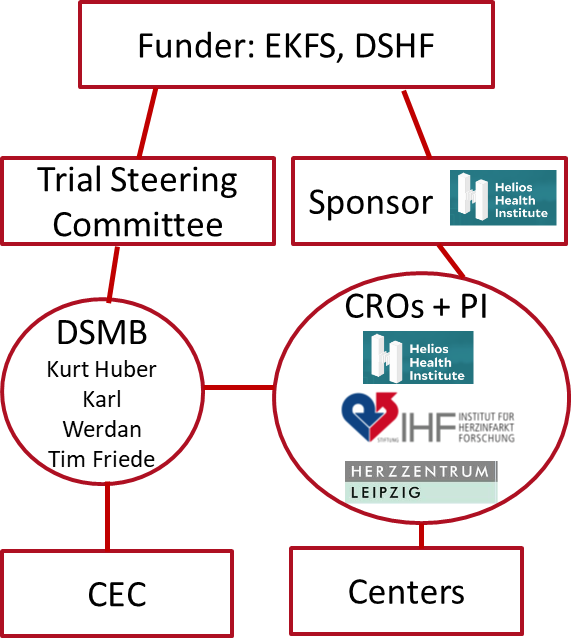 Funder: EKFS, DSHF
Trial Steering
Committee
Sponsor
Helios
Health
Institute
DSMB
Kurt Huber
Karl
Werdan
Tim Friede
CROs + PI
Helios
Health
Institute
STIFTUNG IHF INSTITUT FÜR
HERZINFARKT
FORSCHUNG
HERZZENTRUM
LEIPZIG
CEC
Centers